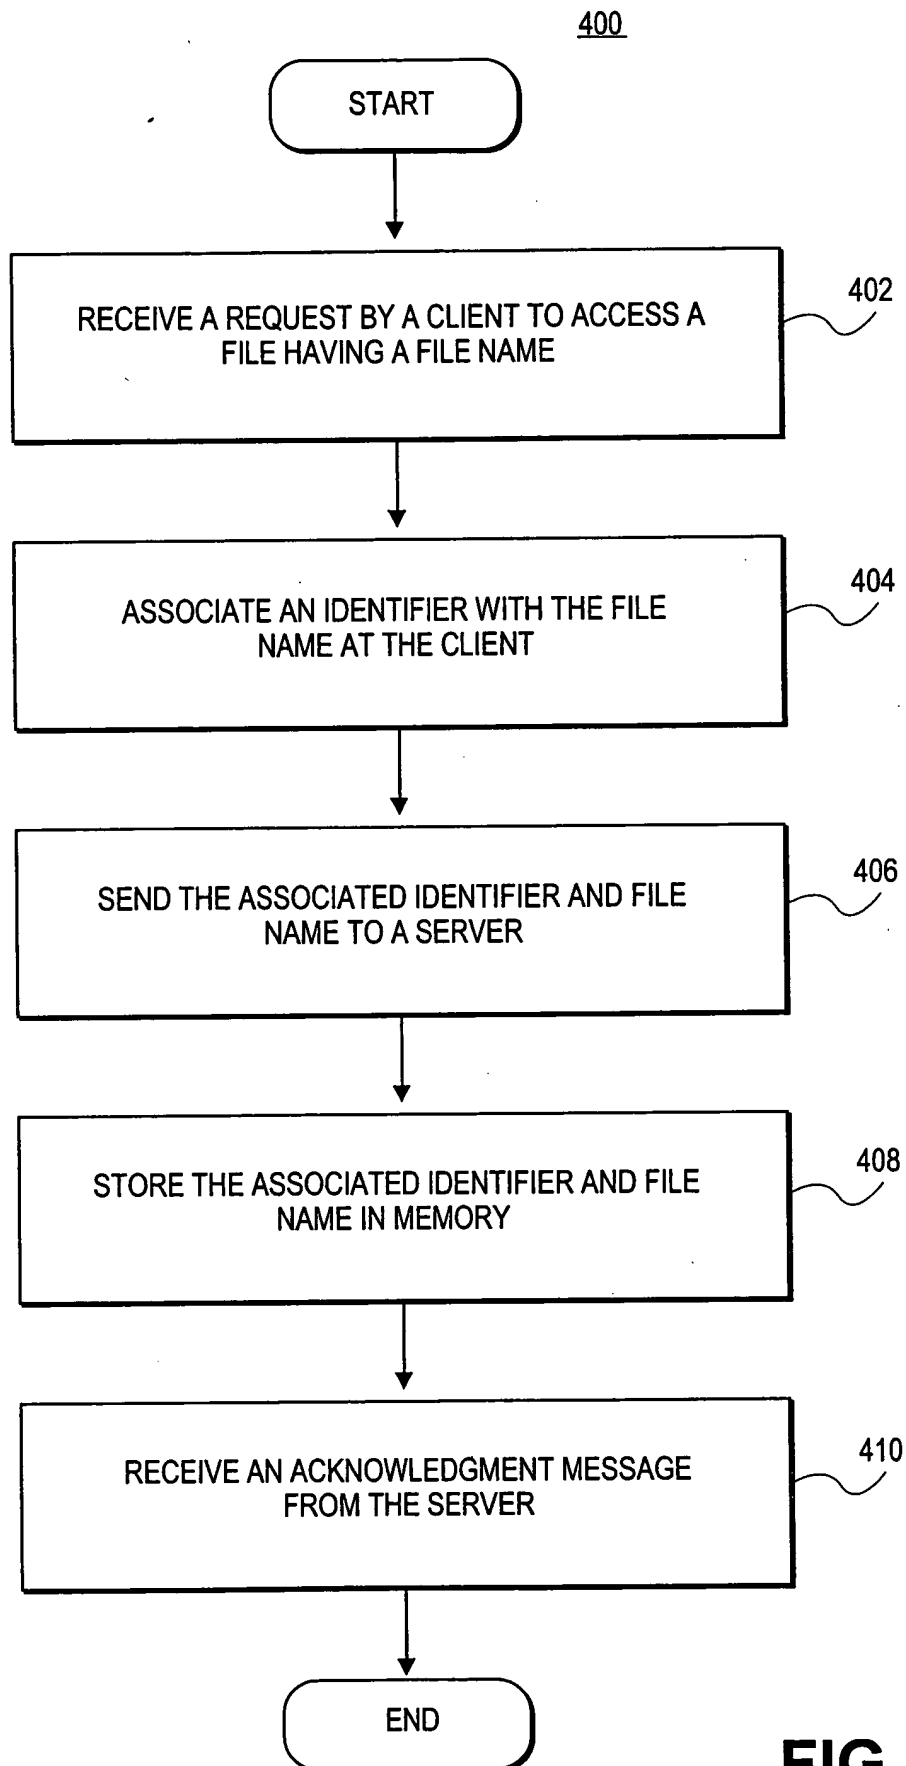 400
START
RECEIVE A REQUEST BY A CLIENT TO ACCESS A
FILE HAVING A FILE NAME
402
ASSOCIATE AN IDENTIFIER WITH THE FILE
NAME AT THE CLIENT
404
SEND THE ASSOCIATED IDENTIFIER AND FILE
NAME TO A SERVER
406
STORE THE ASSOCIATED IDENTIFIER AND FILE
NAME IN MEMORY
408
RECEIVE AN ACKNOWLEDGMENT MESSAGE
FROM THE SERVER
410
END
FIG